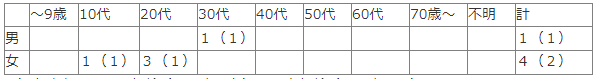 ～9歳 10代 20代 30代 40代 50代 60代 70歳～ 不明 計
男 1（1） 1（1）
女 1（1） 3（1） 4（2）